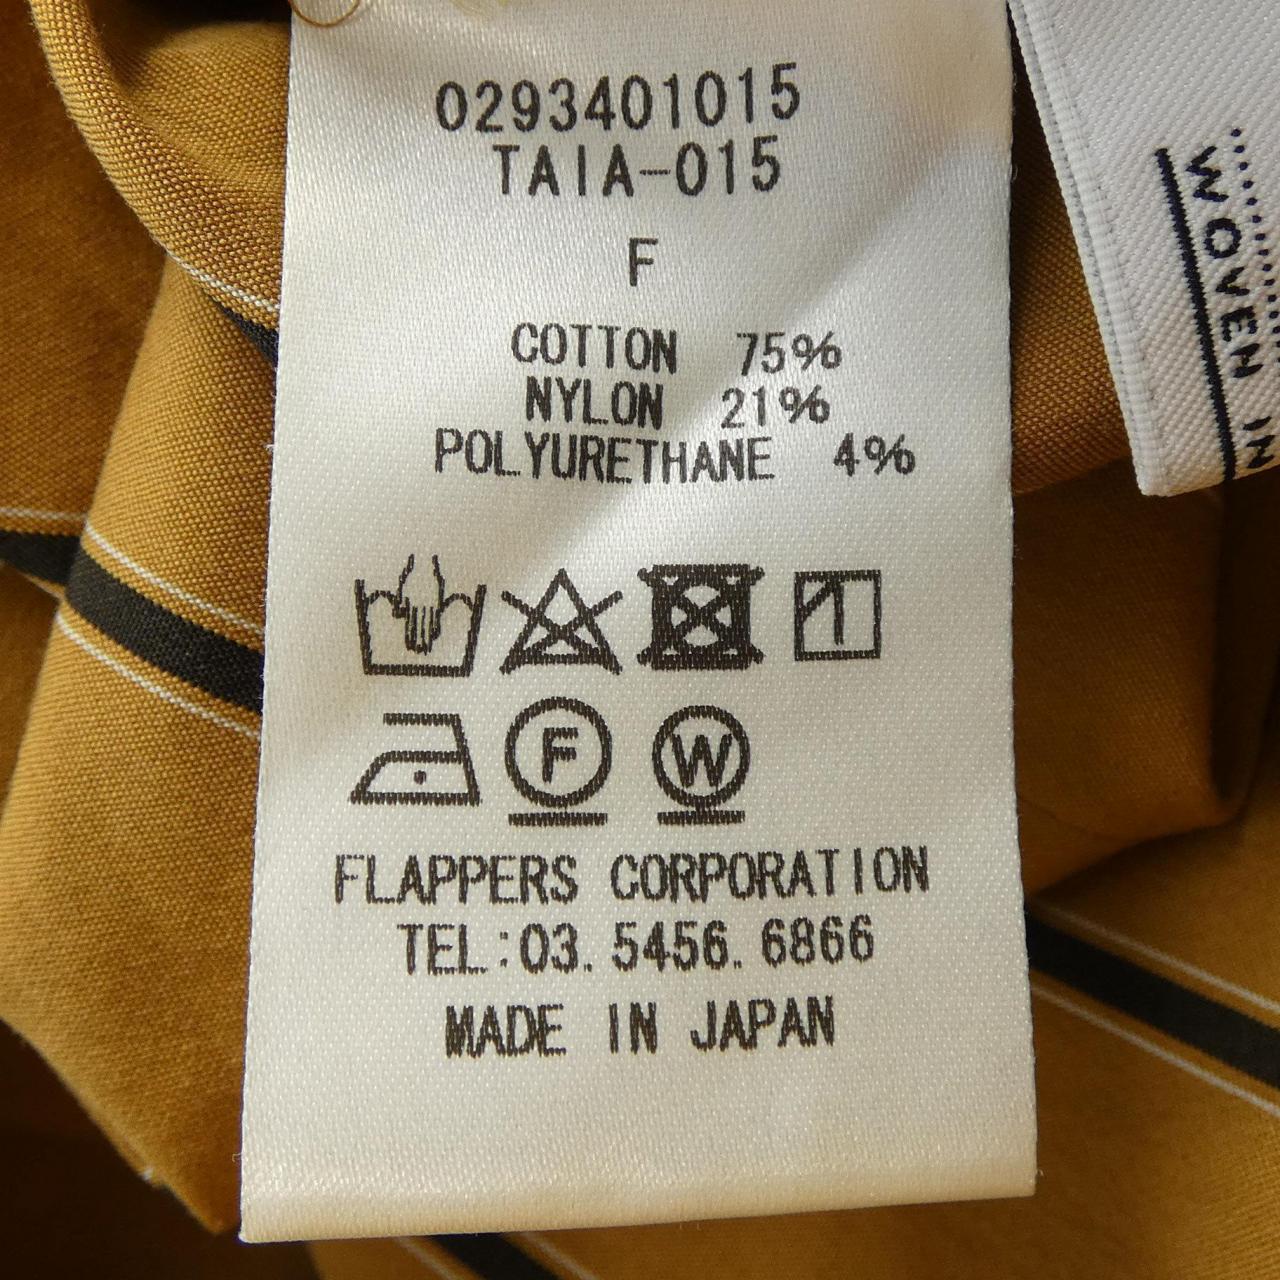 0293401015
TAIA-015
F
COTTON 75%
NYLON 21%
POLYURETHANE 4%
F W
FLAPPERS CORPORATION
TEL:03.5456.6866
MADE IN JAPAN
WOVEN IN